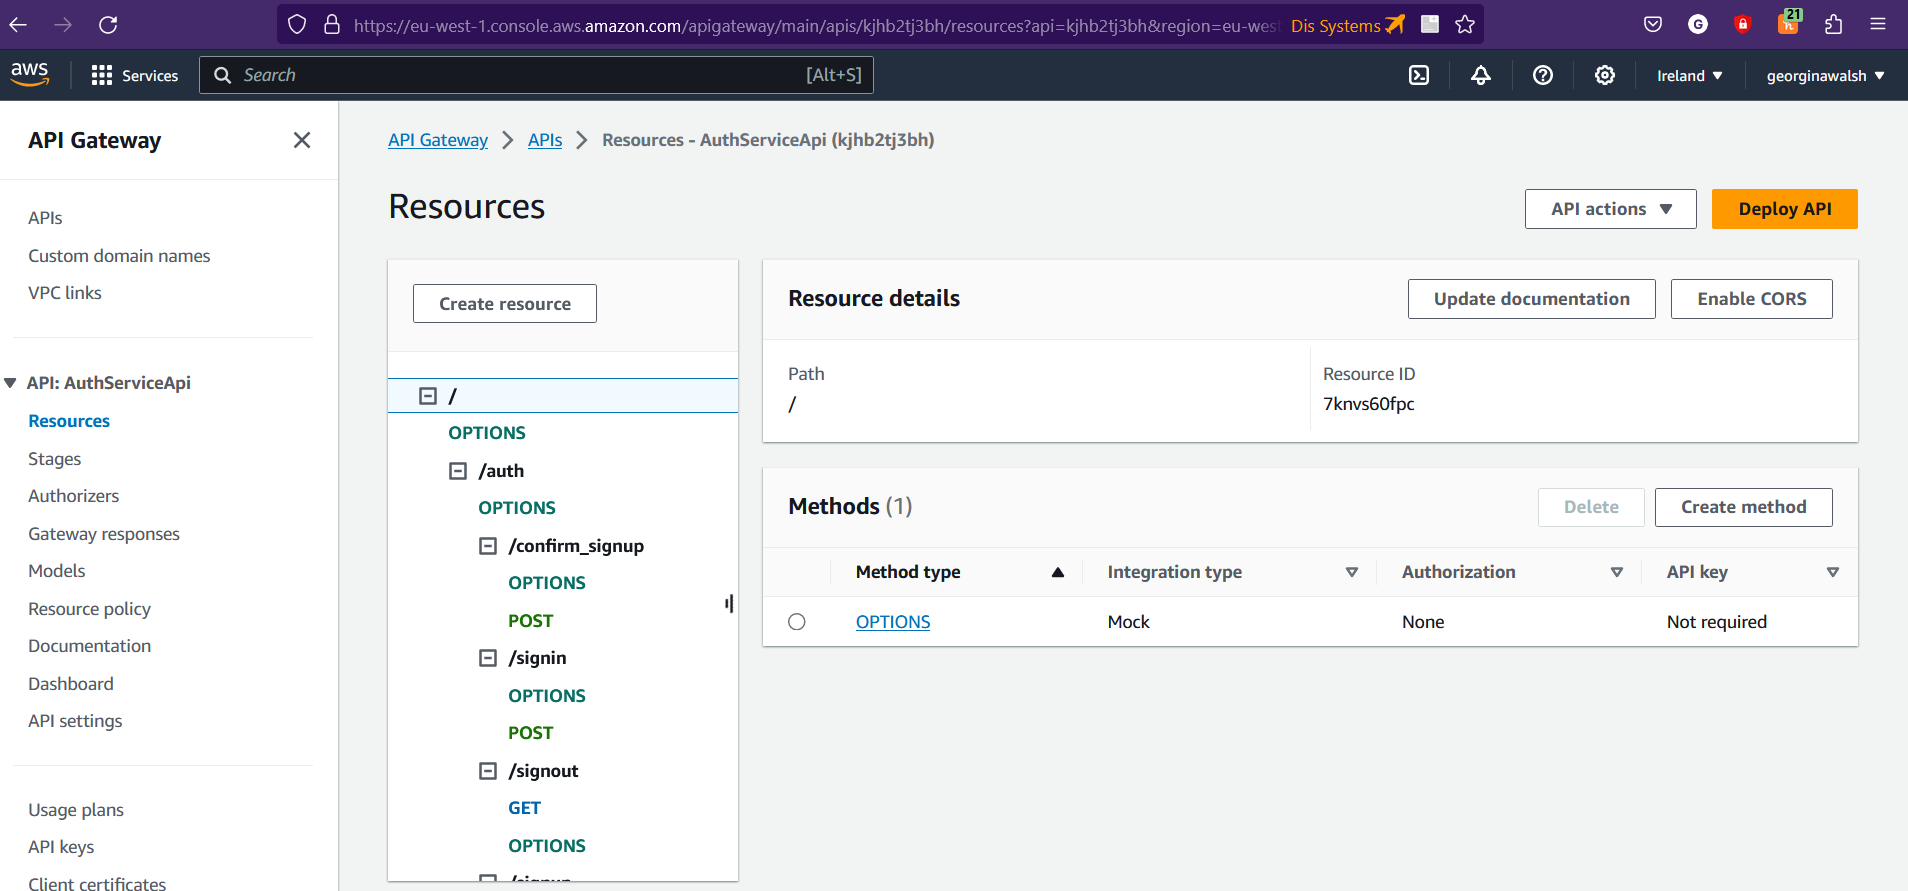 https://eu-west-1.console.aws.amazon.com/apigateway/main/apis/kjhb2tj3bh/resources?api=kjhb2tj3bh&region=eu-wes
Dis Systems
G
21
aws
Services
Search
[Alt+S]
Ireland
georginawalsh
API Gateway
APIs
Custom domain names
VPC links
API: AuthServiceApi
Resources
Stages
Authorizers
Gateway responses
Models
Resource policy
Documentation
Dashboard
API settings
Usage plans
API keys
Client certificates
API Gateway
APIs
Resources - AuthServiceApi (kjhb2tj3bh)
Resources
API actions
Deploy API
Create resource
/
OPTIONS
/auth
OPTIONS
/confirm_signup
OPTIONS
POST
/signin
OPTIONS
POST
/signout
GET
OPTIONS
/signup
Resource details
Update documentation
Enable CORS
Path
/
Resource ID
7knvs60fpc
Methods (1)
Delete
Create method
Method type
Integration type
Authorization
API key
OPTIONS
Mock
None
Not required